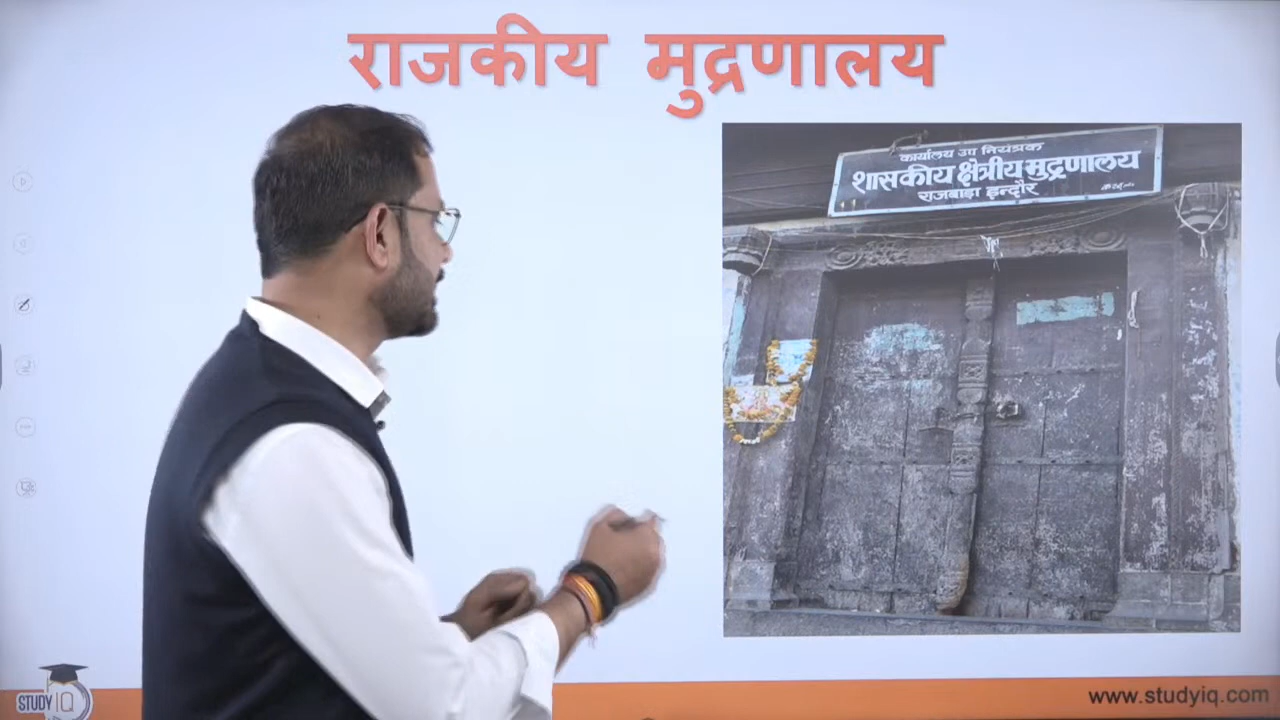 राजकीय मुद्रणालय
कार्यालय उप नियंत्रक
शासकीय क्षेत्रीय मुद्रणालय
राजबाड़ा इन्दौर
STUDY IQ
www.studyiq.com